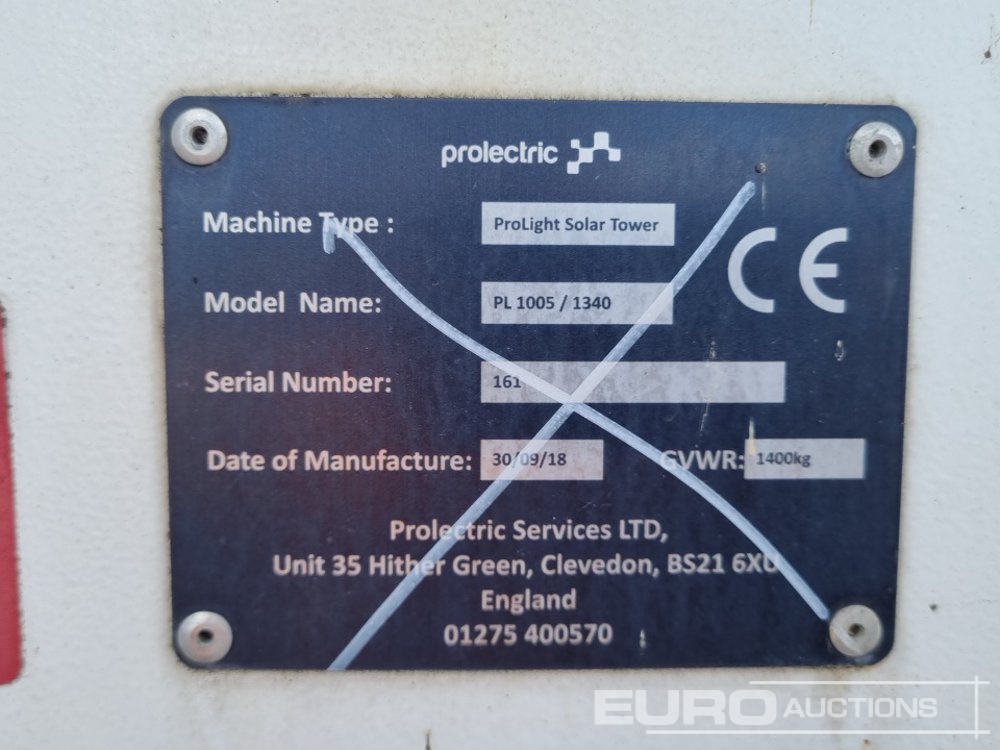 prolectric
Machine Type : ProLight Solar Tower
CE
Model Name: PL 1005 / 1340
Serial Number: 161
Date of Manufacture: 30/09/18 GVWR: 1400kg
Prolectric Services LTD,
Unit 35 Hither Green, Clevedon, BS21 6XU
England
01275 400570
EURO AUCTIONS